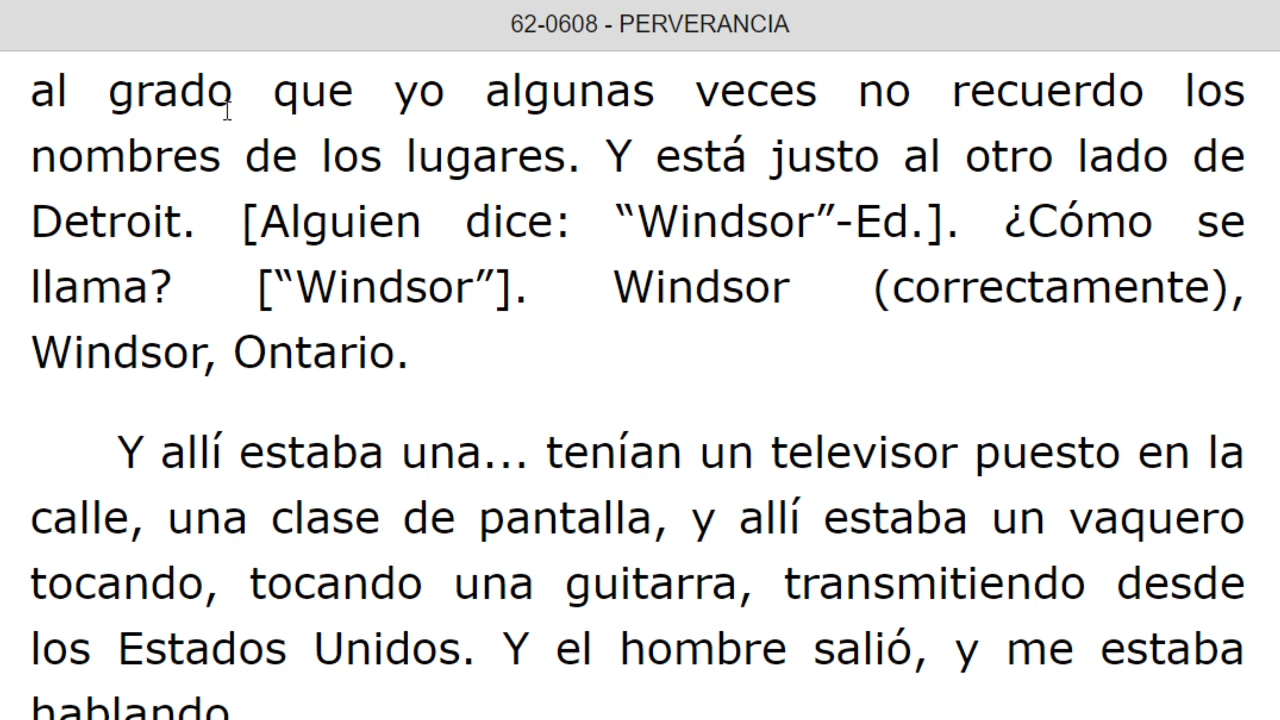 62-0608 - PERVERANCIA
al grado que yo algunas veces no recuerdo los
nombres de los lugares. Y está justo al otro lado de
Detroit. [Alguien dice: “Windsor”-Ed.]. ¿Cómo se
llama? [“Windsor”]. Windsor (correctamente),
Windsor, Ontario.
Y allí estaba una... tenían un televisor puesto en la
calle, una clase de pantalla, y allí estaba un vaquero
tocando, tocando una guitarra, transmitiendo desde
los Estados Unidos. Y el hombre salió, y me estaba
hablando